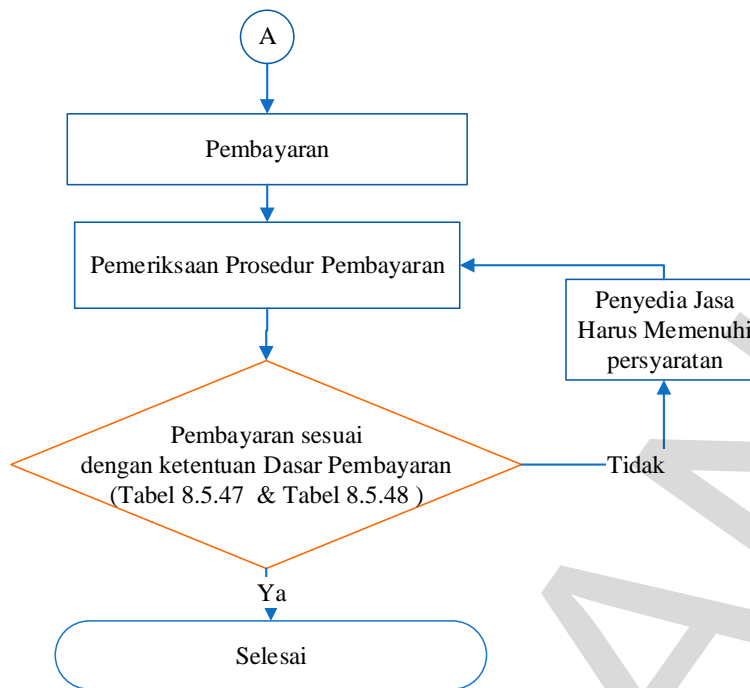 A
Pembayaran
Pemeriksaan Prosedur Pembayaran
Penyedia Jasa
Harus Memenuhi
persyaratan
Pembayaran sesuai
dengan ketentuan Dasar Pembayaran
(Tabel 8.5.47 & Tabel 8.5.48 )
Tidak
Ya
Selesai